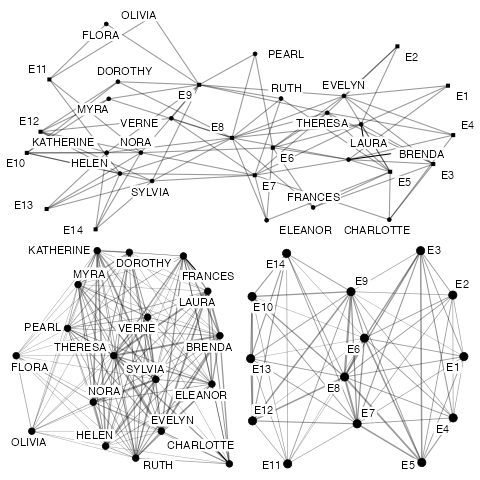 OLIVIA
FLORA
PEARL
E2
E11
DOROTHY
E9
RUTH
EVELYN
E1
MYRA
E12
VERNE
E8
THERESA
E4
KATHERINE
NORA
LAURA
BRENDA
E10
HELEN
E6
E3
E7
E5
SYLVIA
FRANCES
E13
E14
ELEANOR
CHARLOTTE
KATHERINE
DOROTHY
MYRA
FRANCES
LAURA
PEARL
VERNE
THERESA
BRENDA
FLORA
SYLVIA
NORA
ELEANOR
EVELYN
OLIVIA
HELEN
CHARLOTTE
RUTH
E3
E14
E9
E2
E10
E6
E13
E1
E8
E12
E7
E4
E11
E5